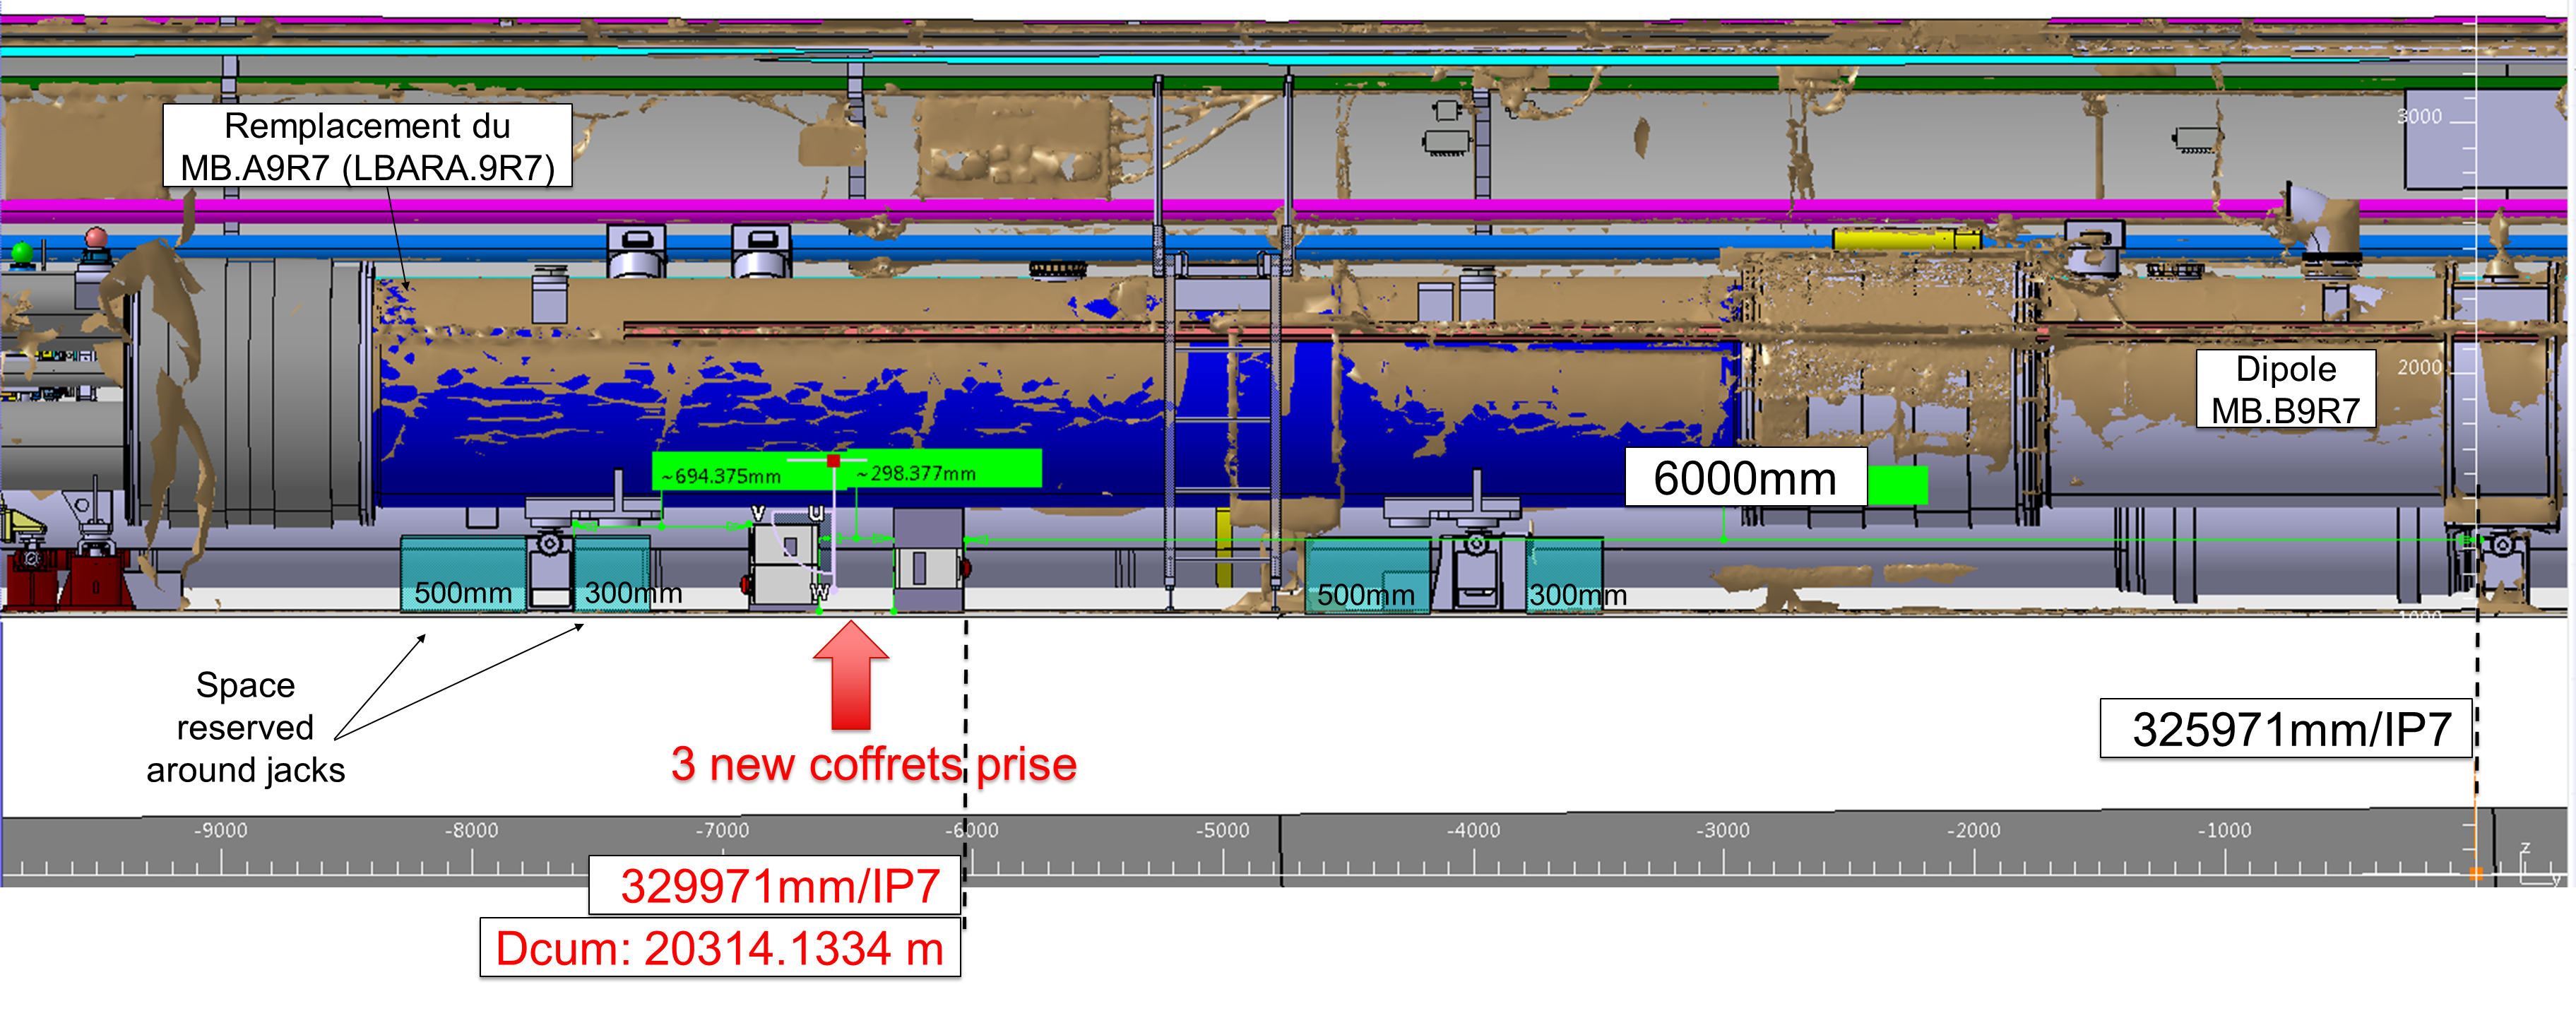 3000
Remplacement du
MB.A9R7 (LBARA.9R7)
2000
Dipole
MB.B9R7
~694.375mm
~298.377mm
6000mm
v
u
w
500mm
300mm
500mm
300mm
Space
reserved
around jacks
3 new coffrets prise
325971mm/IP7
-9000
-8000
-7000
-6000
-5000
-4000
-3000
-2000
-1000
z
y
329971mm/IP7
Dcum: 20314.1334 m